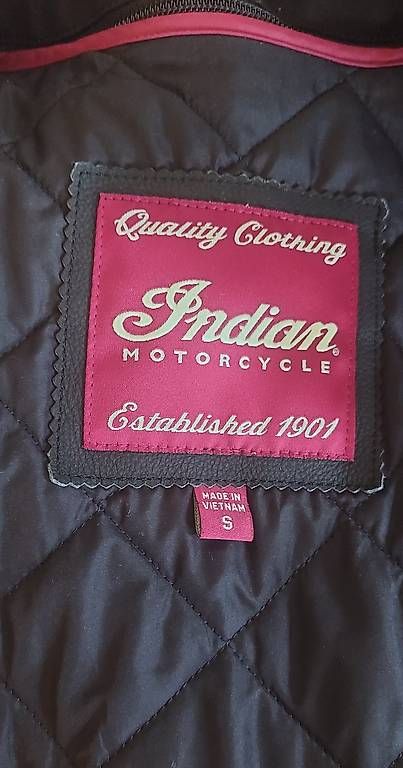 Quality Clothing
Indian®
MOTORCYCLE
Established 1901
MADE IN
VIETNAM
S